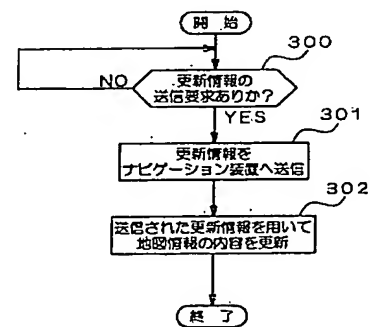 開始
300
更新情報の
送信要求ありか?
NO
YES
301
更新情報を
ナビゲーション装置へ送信
302
送信された更新情報を用いて
地図情報の内容を更新
終了